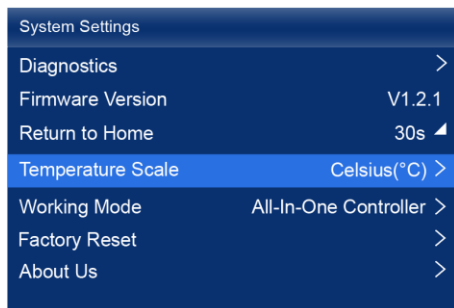 System Settings
Diagnostics >
Firmware Version V1.2.1
Return to Home 30s
Temperature Scale Celsius(°C) >
Working Mode All-In-One Controller >
Factory Reset >
About Us >